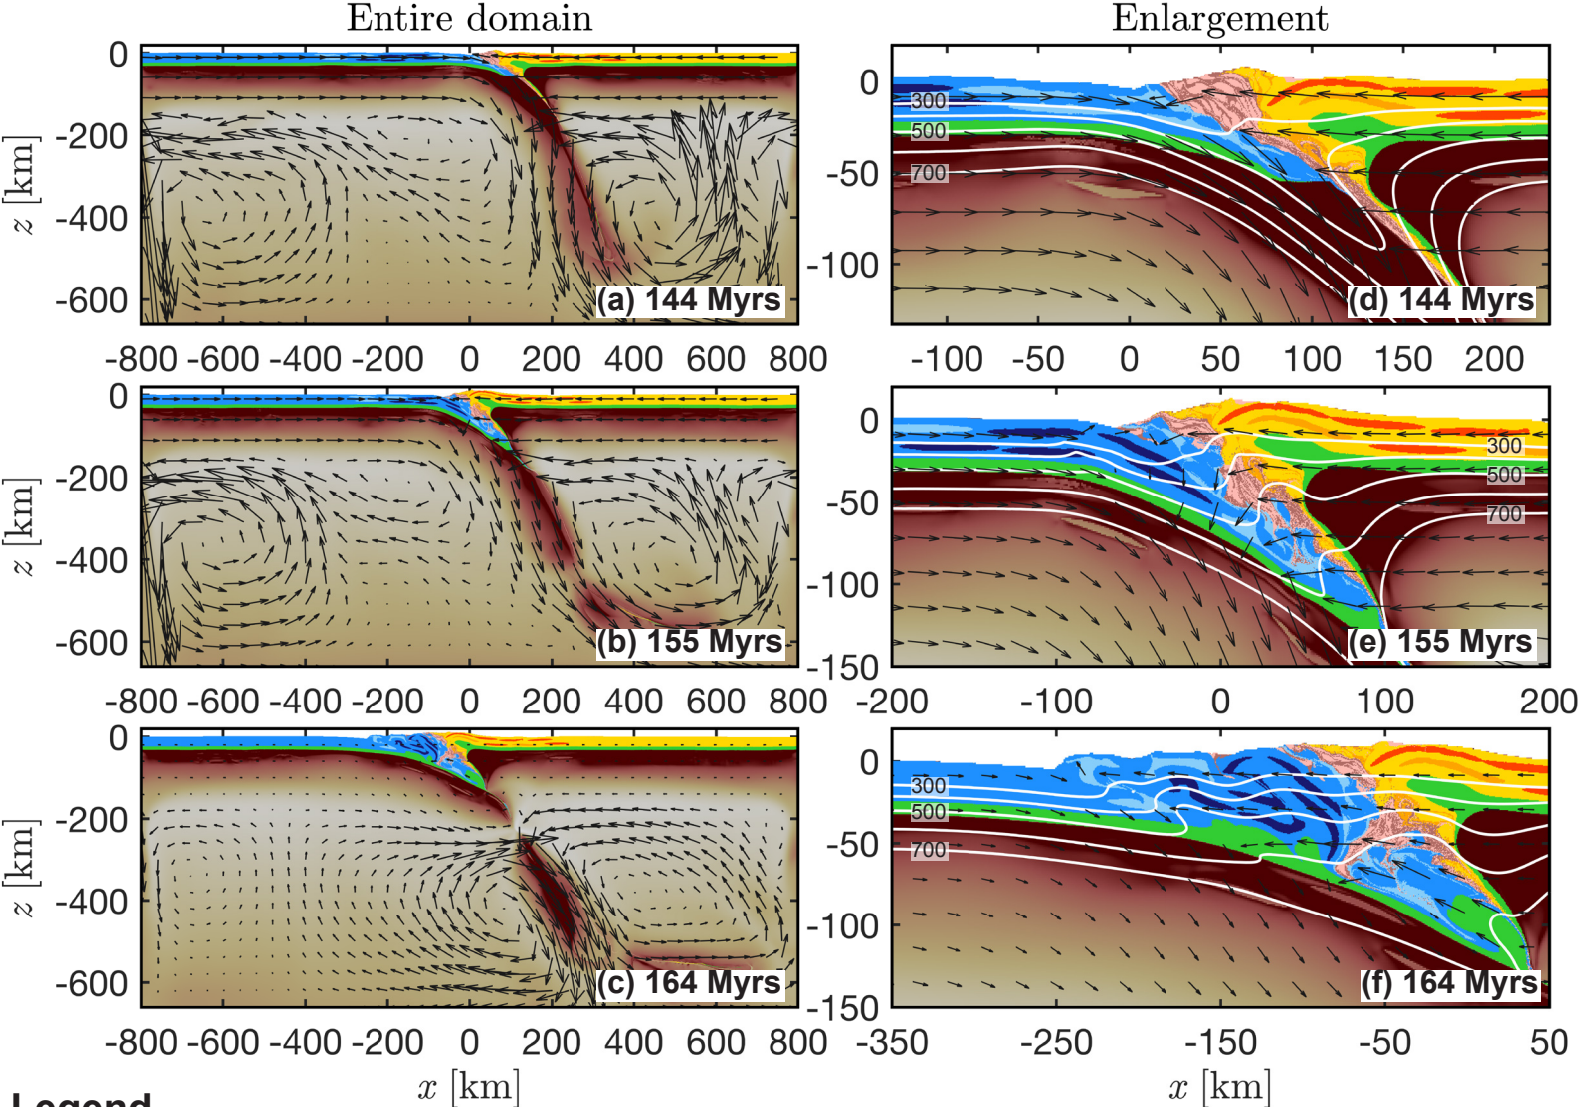 Entire domain
Enlargement
0
-200
-400
-600
z [km]
(a) 144 Myrs
-800 -600 -400 -200 0 200 400 600 800
0
-50
-100
300
500
700
(d) 144 Myrs
-100 -50 0 50 100 150 200
0
-200
-400
-600
z [km]
(b) 155 Myrs
-800 -600 -400 -200 0 200 400 600 800
0
-50
-100
-150
300
500
700
(e) 155 Myrs
-200 -100 0 100 200
0
-200
-400
-600
z [km]
(c) 164 Myrs
-800 -600 -400 -200 0 200 400 600 800
x [km]
0
-50
-100
-150
300
500
700
(f) 164 Myrs
-350 -250 -150 -50 50
x [km]
Legend